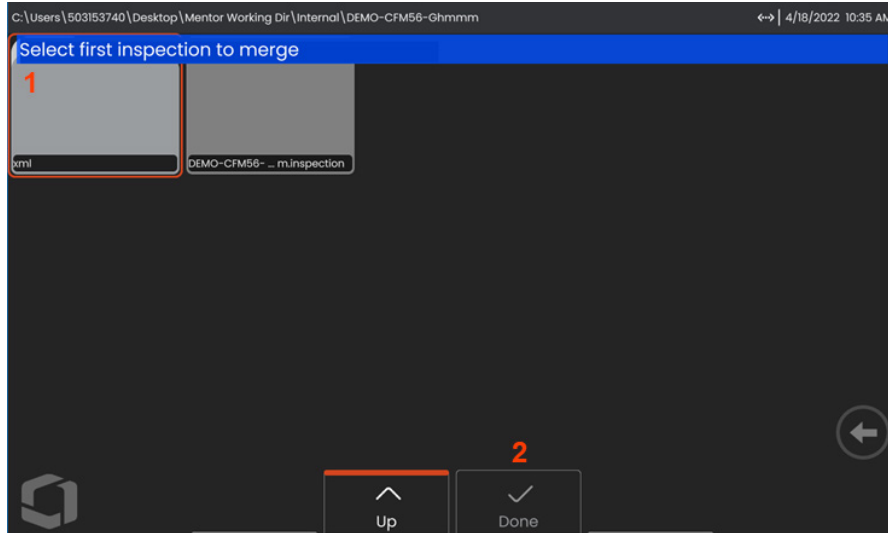 C:\Users\503153740\Desktop\Mentor Working Dir\Internal\DEMO-CFM56-Ghmmm
4/18/2022 10:35 AM
Select first inspection to merge
1
xml
DEMO-CFM56- ... m.inspection
2
Up
Done